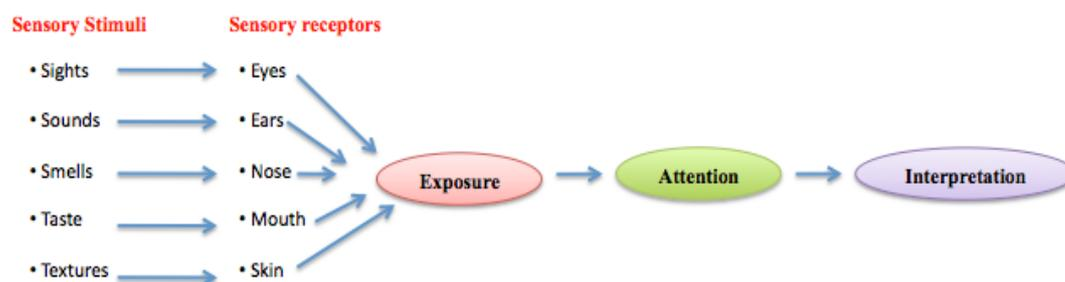 Sensory Stimuli Sensory receptors
• Sights • Eyes
• Sounds • Ears
• Smells • Nose
Exposure Attention Interpretation
• Taste • Mouth
• Textures • Skin